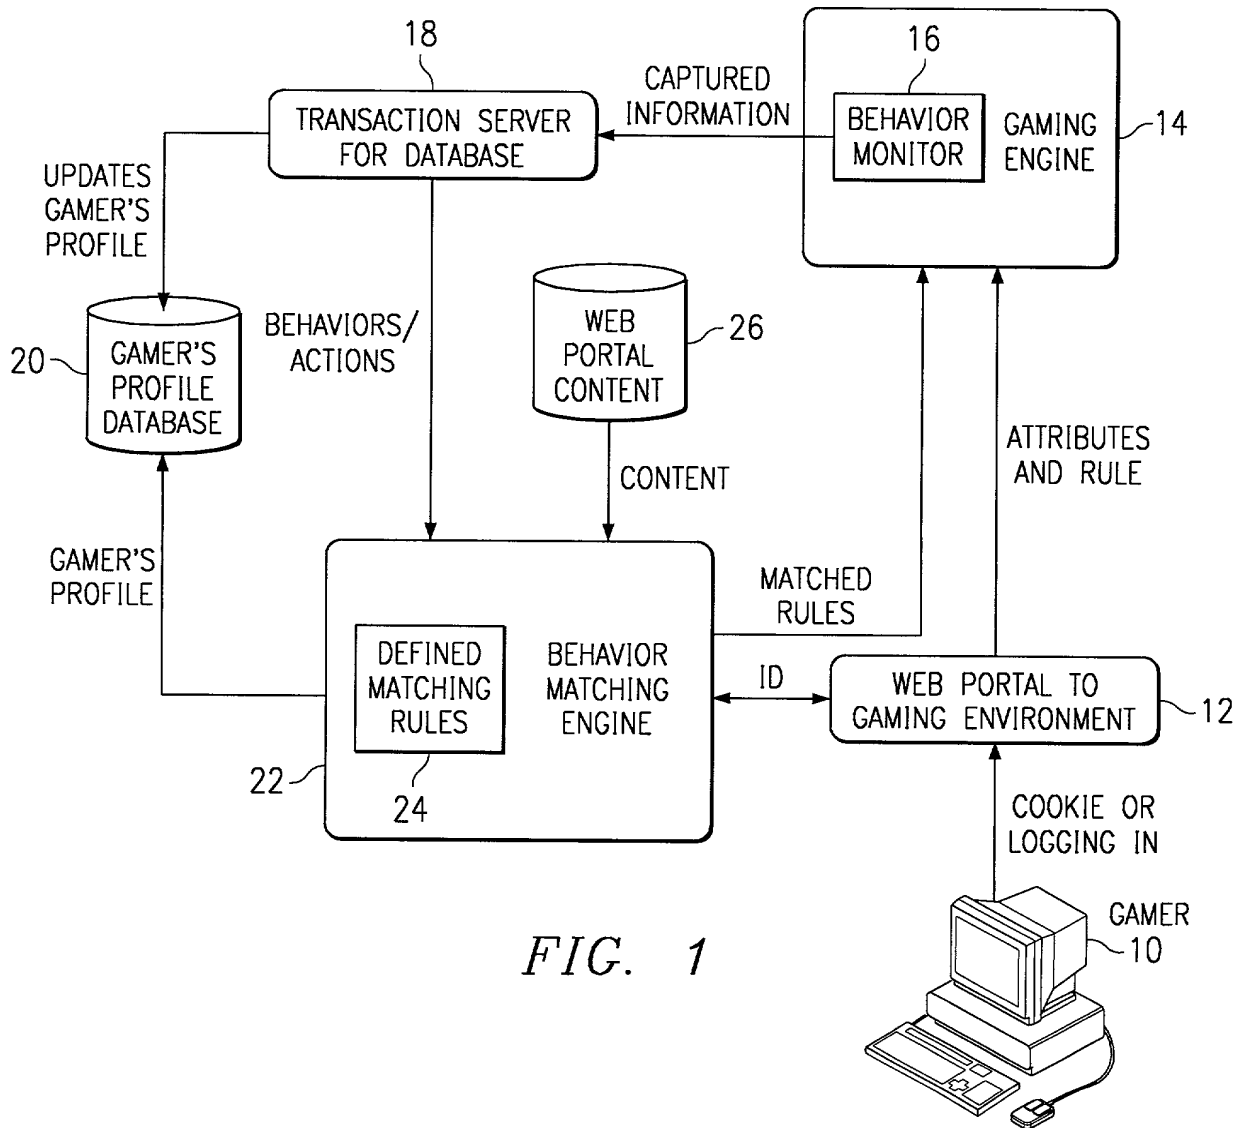 18
16
CAPTURED
INFORMATION
TRANSACTION SERVER
FOR DATABASE
BEHAVIOR
MONITOR
GAMING
ENGINE
14
UPDATES
GAMER'S
PROFILE
BEHAVIORS/
ACTIONS
WEB
PORTAL
CONTENT
26
20
GAMER'S
PROFILE
DATABASE
ATTRIBUTES
AND RULE
CONTENT
GAMER'S
PROFILE
MATCHED
RULES
DEFINED
MATCHING
RULES
BEHAVIOR
MATCHING
ENGINE
ID
WEB PORTAL TO
GAMING ENVIRONMENT
12
22
24
COOKIE OR
LOGGING IN
GAMER
10
FIG. 1